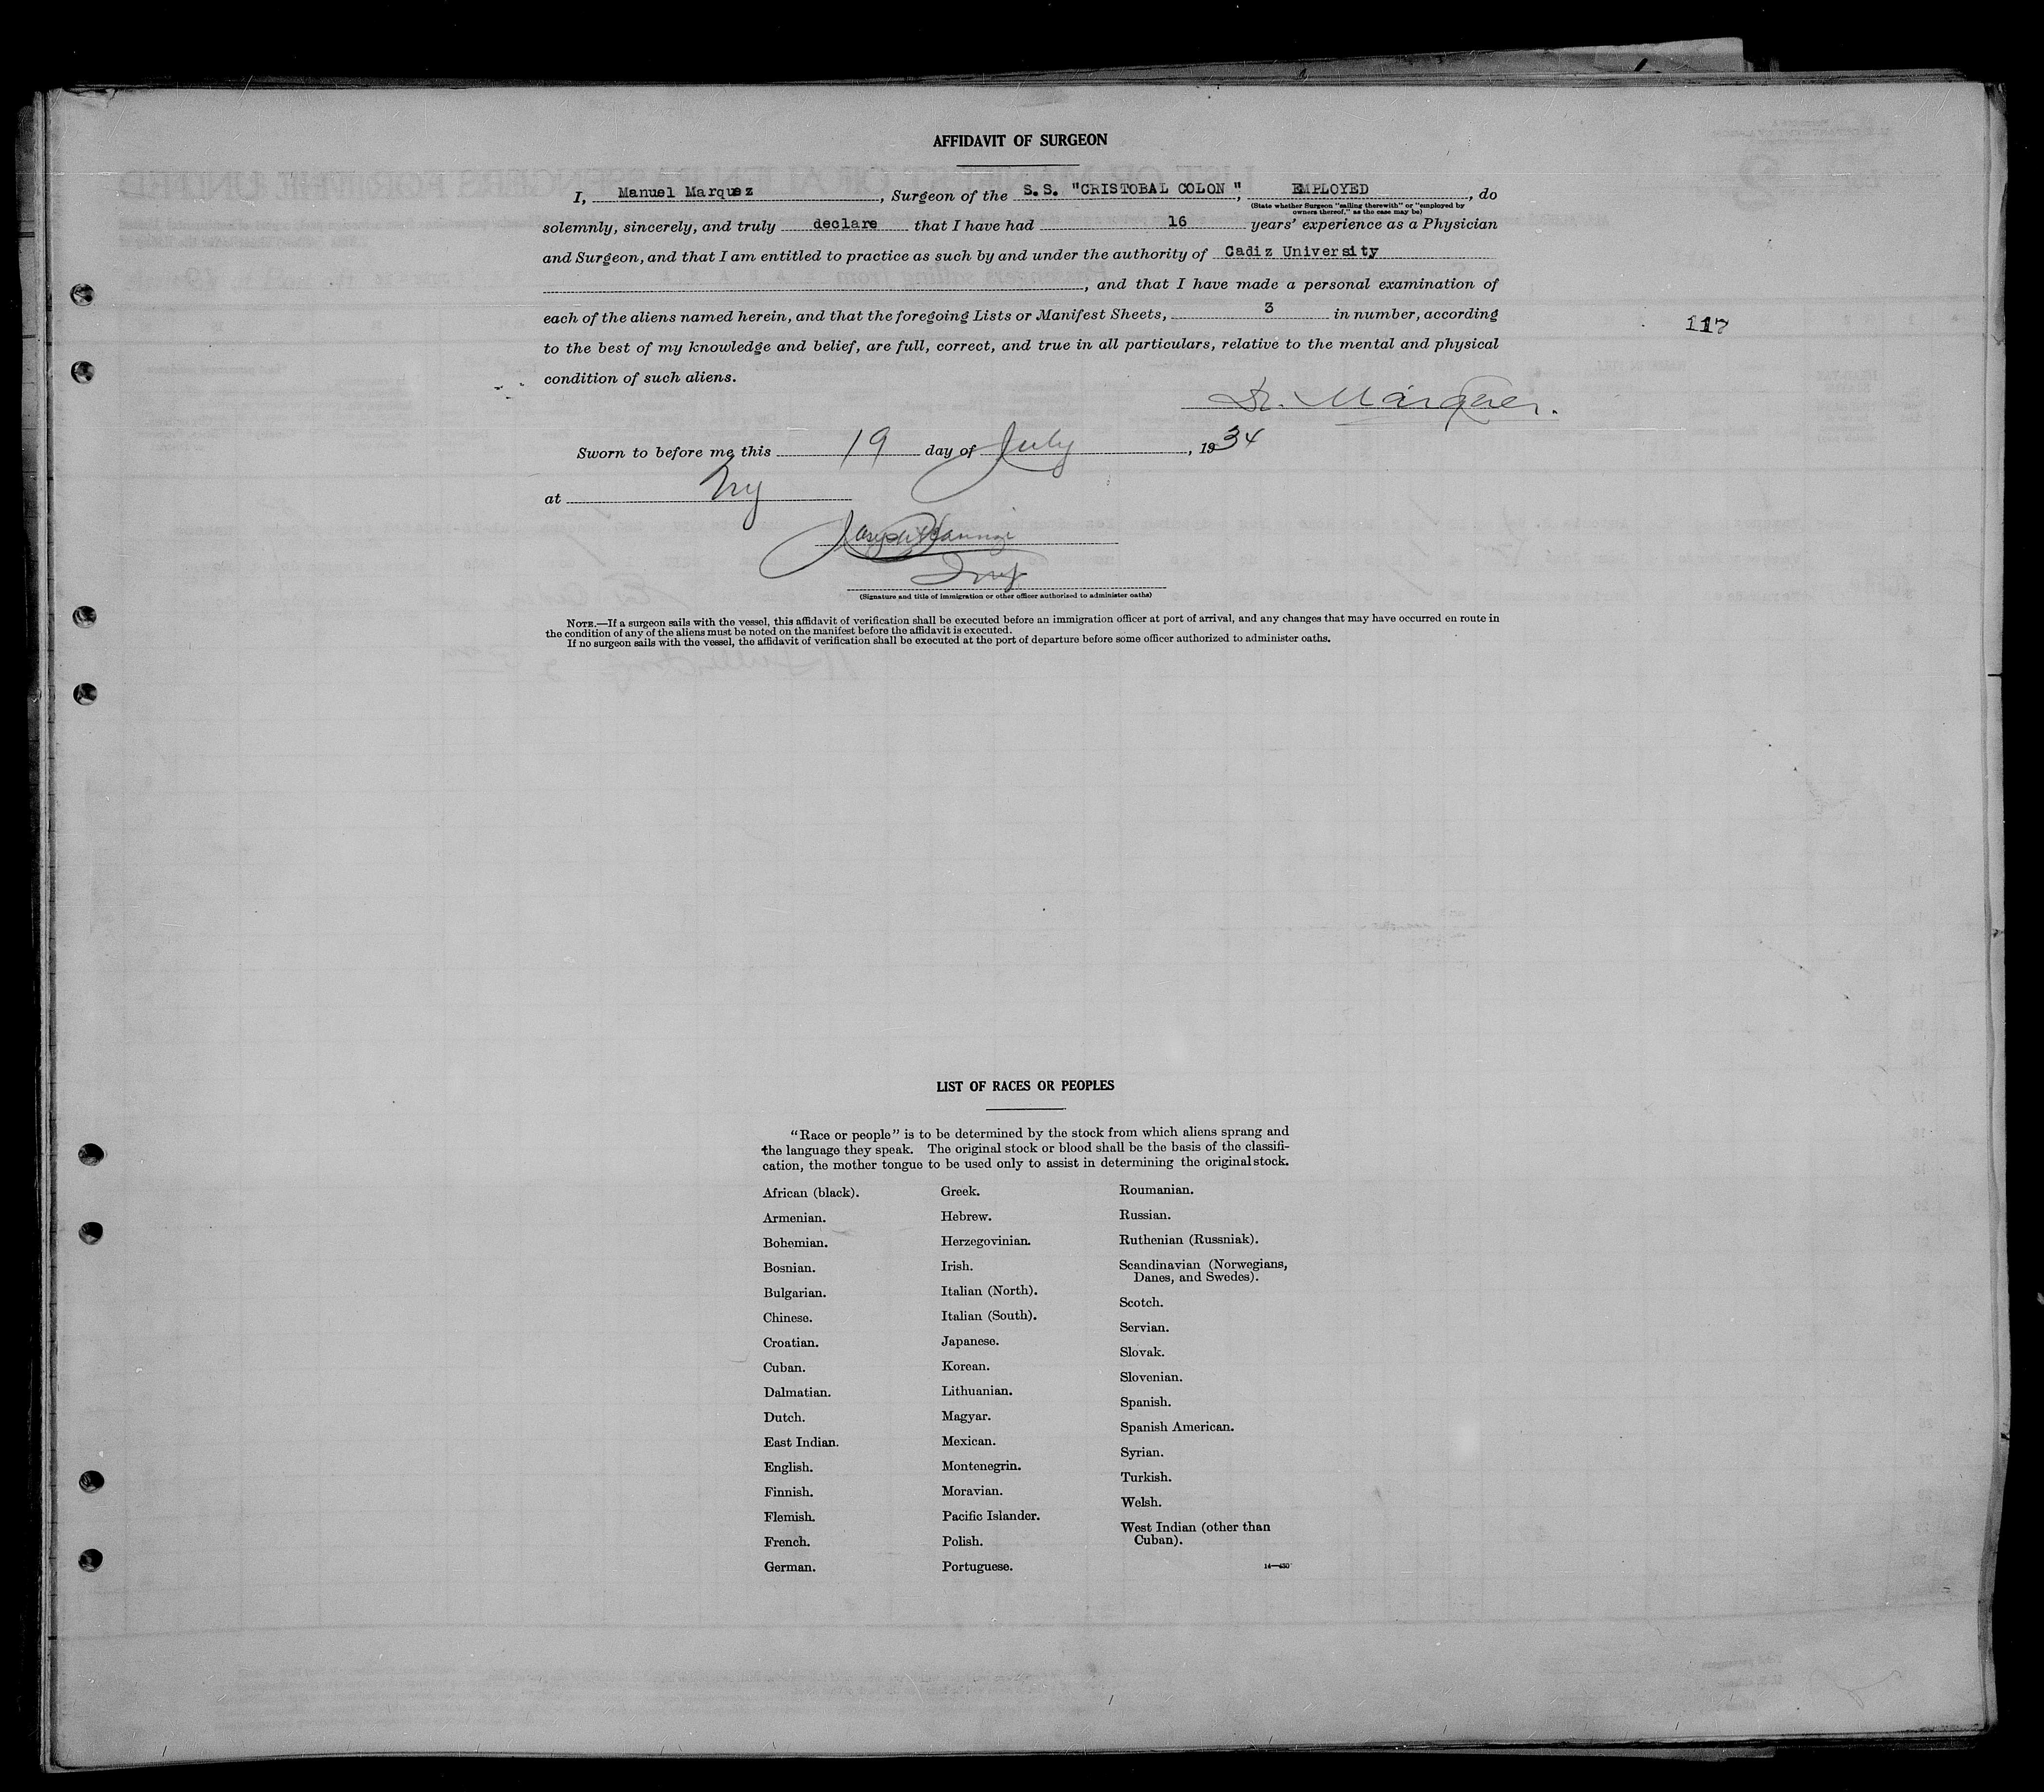 AFFIDAVIT OF SURGEON
I, Manuel Marquez, Surgeon of the S.S. "CRISTOBAL COLON", EMPLOYED, do
(State whether Surgeon "sailing therewith" or "employed by
owners thereof," as the case may be)
solemnly, sincerely, and truly declare that I have had 16 years' experience as a Physician
and Surgeon, and that I am entitled to practice as such by and under the authority of Cadiz University
, and that I have made a personal examination of
each of the aliens named herein, and that the foregoing Lists or Manifest Sheets, 3 in number, according
117
to the best of my knowledge and belief, are full, correct, and true in all particulars, relative to the mental and physical
condition of such aliens.
Dr. Márquez.
Sworn to before me this 19 day of July, 1934
at NY
Joseph
Insp
(Signature and title of immigration or other officer authorized to administer oaths)
NOTE.—If a surgeon sails with the vessel, this affidavit of verification shall be executed before an immigration officer at port of arrival, and any changes that may have occurred en route in
the condition of any of the aliens must be noted on the manifest before the affidavit is executed.
If no surgeon sails with the vessel, the affidavit of verification shall be executed at the port of departure before some officer authorized to administer oaths.
LIST OF RACES OR PEOPLES
"Race or people" is to be determined by the stock from which aliens sprang and
the language they speak. The original stock or blood shall be the basis of the classifi-
cation, the mother tongue to be used only to assist in determining the original stock.
African (black).
Armenian.
Bohemian.
Bosnian.
Bulgarian.
Chinese.
Croatian.
Cuban.
Dalmatian.
Dutch.
East Indian.
English.
Finnish.
Flemish.
French.
German.
Greek.
Hebrew.
Herzegovinian.
Irish.
Italian (North).
Italian (South).
Japanese.
Korean.
Lithuanian.
Magyar.
Mexican.
Montenegrin.
Moravian.
Pacific Islander.
Polish.
Portuguese.
Roumanian.
Russian.
Ruthenian (Russniak).
Scandinavian (Norwegians,
Danes, and Swedes).
Scotch.
Servian.
Slovak.
Slovenian.
Spanish.
Spanish American.
Syrian.
Turkish.
Welsh.
West Indian (other than
Cuban).
14—430